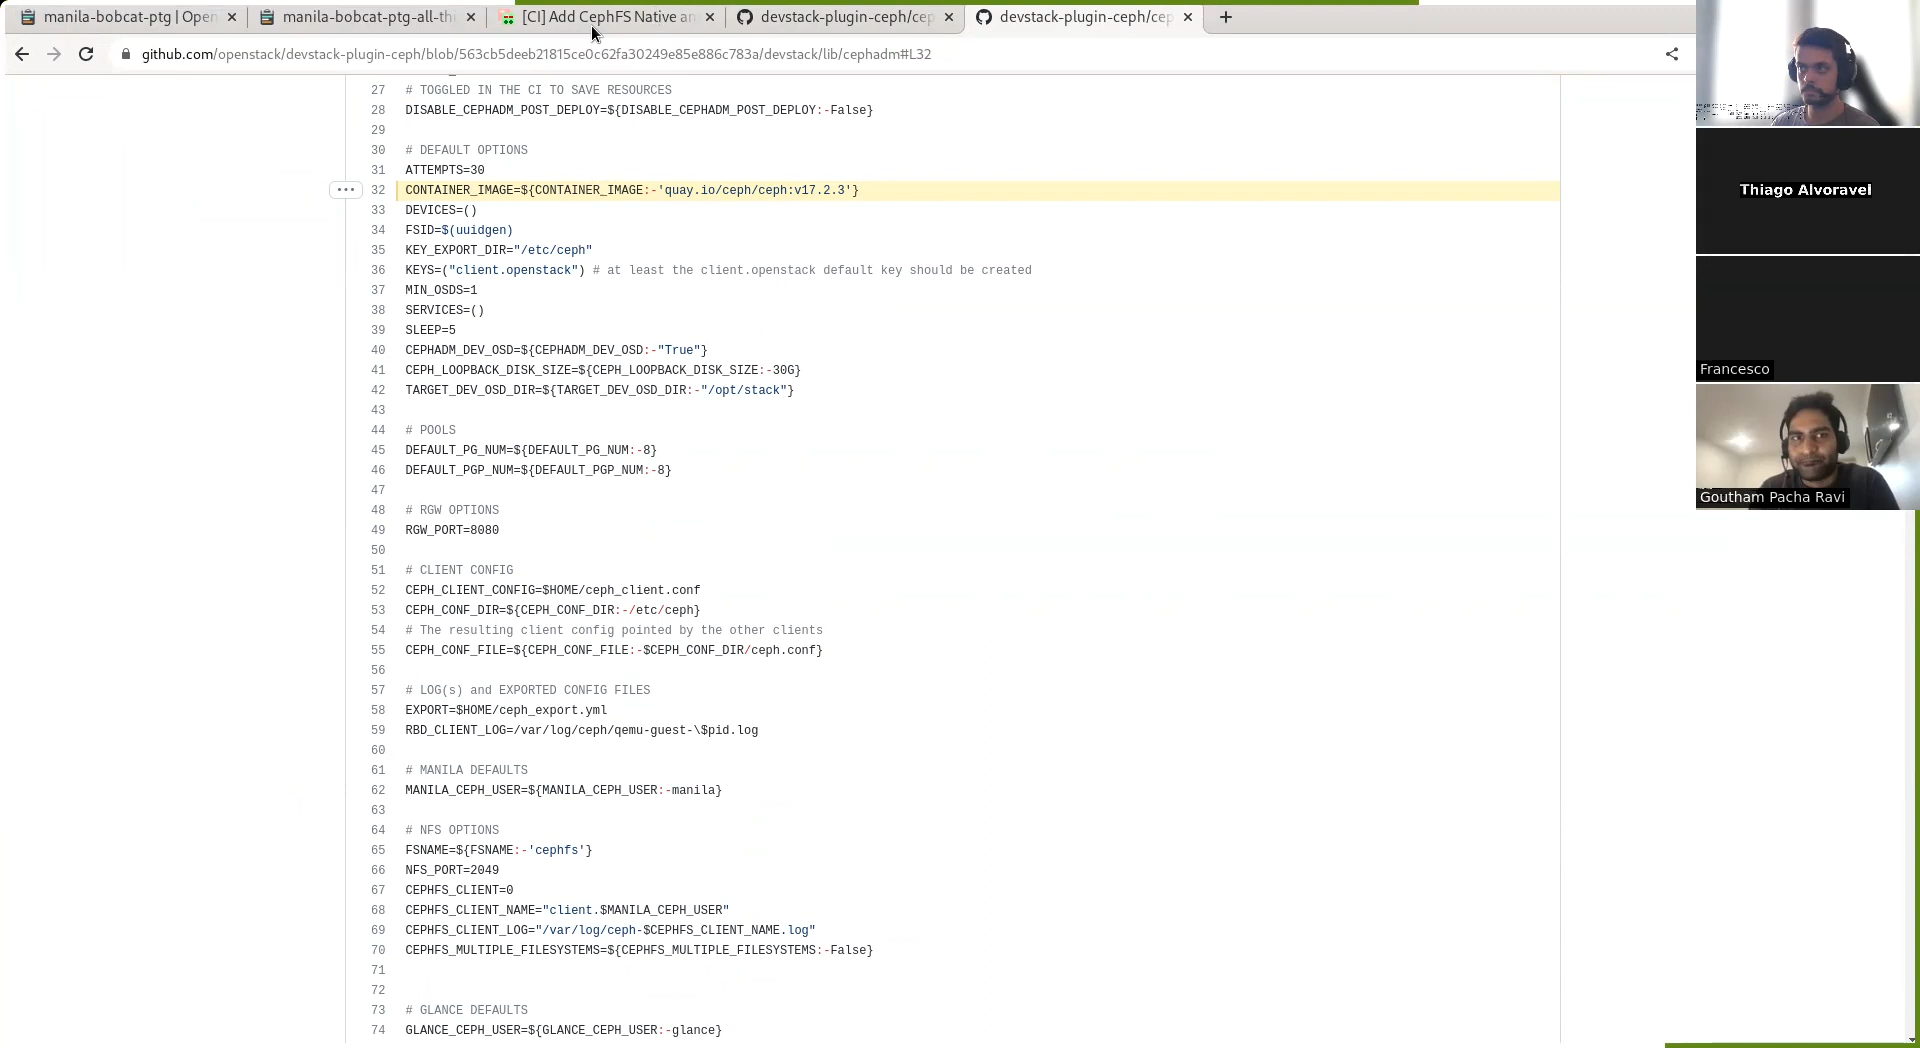 manila-bobcat-ptg | Open
manila-bobcat-ptg-all-thi
[CI] Add CephFS Native an
devstack-plugin-ceph/cep
devstack-plugin-ceph/cep
github.com/openstack/devstack-plugin-ceph/blob/563cb5deeb21815ce0c62fa30249e85e886c783a/devstack/lib/cephadm#L32
27 # TOGGLED IN THE CI TO SAVE RESOURCES
28 DISABLE_CEPHADM_POST_DEPLOY=${DISABLE_CEPHADM_POST_DEPLOY:-False}
29
30 # DEFAULT OPTIONS
31 ATTEMPTS=30
32 CONTAINER_IMAGE=${CONTAINER_IMAGE:-'quay.io/ceph/ceph:v17.2.3'}
33 DEVICES=()
34 FSID=$(uuidgen)
35 KEY_EXPORT_DIR="/etc/ceph"
36 KEYS=("client.openstack") # at least the client.openstack default key should be created
37 MIN_OSDS=1
38 SERVICES=()
39 SLEEP=5
40 CEPHADM_DEV_OSD=${CEPHADM_DEV_OSD:-"True"}
41 CEPH_LOOPBACK_DISK_SIZE=${CEPH_LOOPBACK_DISK_SIZE:-30G}
42 TARGET_DEV_OSD_DIR=${TARGET_DEV_OSD_DIR:-"/opt/stack"}
43
44 # POOLS
45 DEFAULT_PG_NUM=${DEFAULT_PG_NUM:-8}
46 DEFAULT_PGP_NUM=${DEFAULT_PGP_NUM:-8}
47
48 # RGW OPTIONS
49 RGW_PORT=8080
50
51 # CLIENT CONFIG
52 CEPH_CLIENT_CONFIG=$HOME/ceph_client.conf
53 CEPH_CONF_DIR=${CEPH_CONF_DIR:-/etc/ceph}
54 # The resulting client config pointed by the other clients
55 CEPH_CONF_FILE=${CEPH_CONF_FILE:-$CEPH_CONF_DIR/ceph.conf}
56
57 # LOG(s) and EXPORTED CONFIG FILES
58 EXPORT=$HOME/ceph_export.yml
59 RBD_CLIENT_LOG=/var/log/ceph/qemu-guest-\$pid.log
60
61 # MANILA DEFAULTS
62 MANILA_CEPH_USER=${MANILA_CEPH_USER:-manila}
63
64 # NFS OPTIONS
65 FSNAME=${FSNAME:-'cephfs'}
66 NFS_PORT=2049
67 CEPHFS_CLIENT=0
68 CEPHFS_CLIENT_NAME="client.$MANILA_CEPH_USER"
69 CEPHFS_CLIENT_LOG="/var/log/ceph-$CEPHFS_CLIENT_NAME.log"
70 CEPHFS_MULTIPLE_FILESYSTEMS=${CEPHFS_MULTIPLE_FILESYSTEMS:-False}
71
72
73 # GLANCE DEFAULTS
74 GLANCE_CEPH_USER=${GLANCE_CEPH_USER:-glance}
Thiago Alvoravel
Francesco
Goutham Pacha Ravi